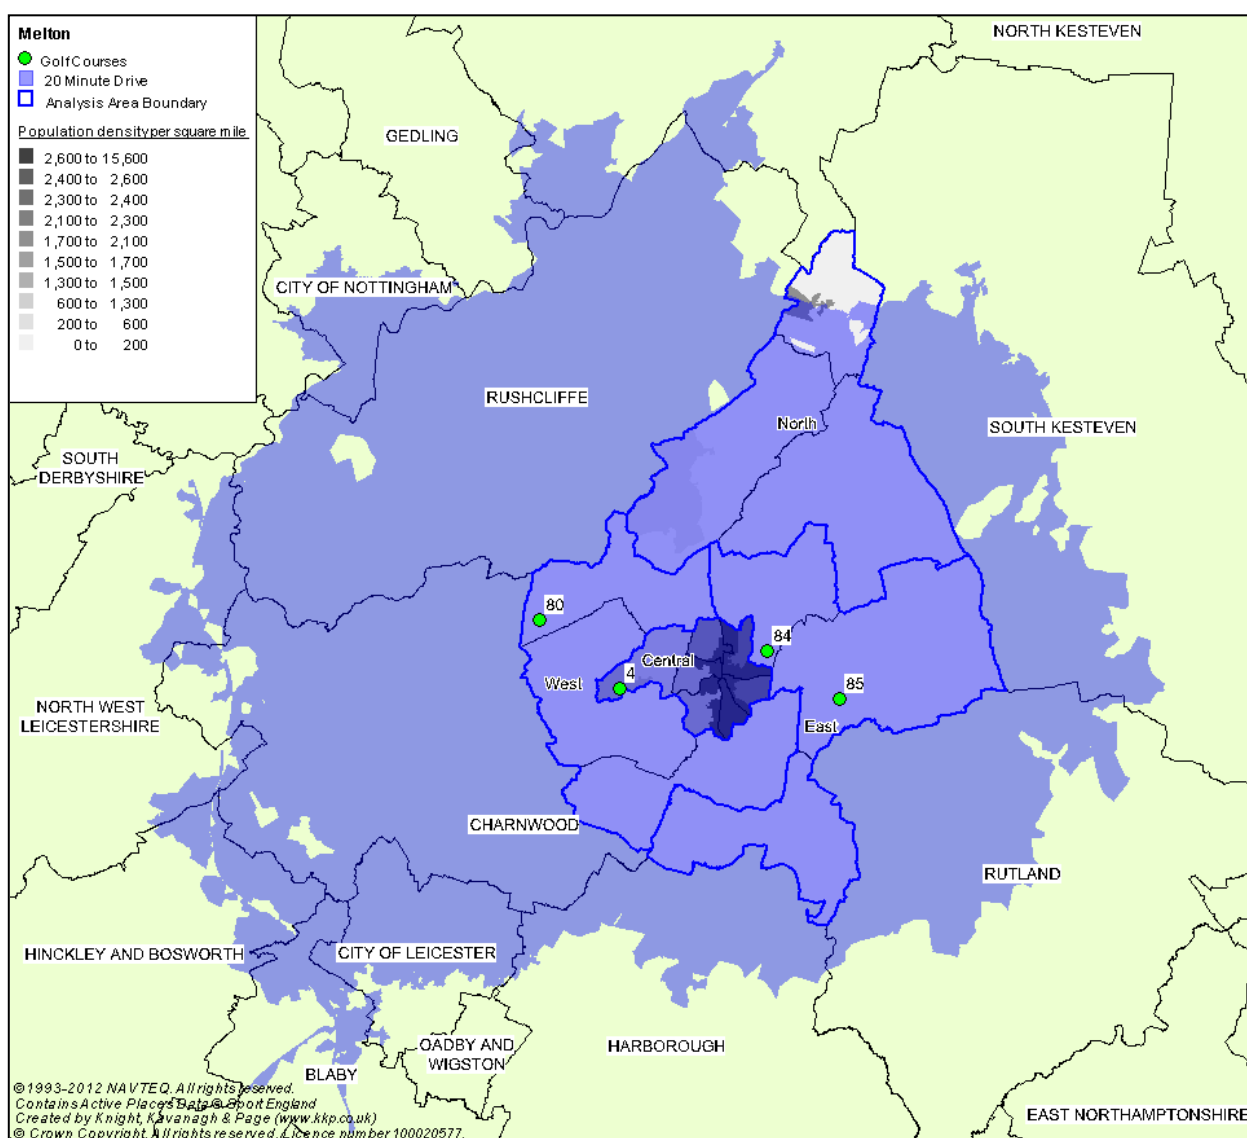 Melton
Golf Courses
20 Minute Drive
Analysis Area Boundary
Population density per square mile
2,600 to 15,600
2,400 to 2,600
2,300 to 2,400
2,100 to 2,300
1,700 to 2,100
1,500 to 1,700
1,300 to 1,500
600 to 1,300
200 to 600
0 to 200
NORTH KESTEVEN
GEDLING
CITY OF NOTTINGHAM
RUSHCLIFFE
North
SOUTH KESTEVEN
SOUTH
DERBYSHIRE
80
84
Central
4
West
85
East
NORTH WEST
LEICESTERSHIRE
CHARNWOOD
RUTLAND
HINCKLEY AND BOSWORTH
CITY OF LEICESTER
OADBY AND
WIGSTON
HARBOROUGH
BLABY
EAST NORTHAMPTONSHIRE
© 1993-2012 NAVTEQ. All rights reserved.
Contains Active Places Data © Sport England
Created by Knight, Kavanagh & Page (www.kkp.co.uk)
© Crown Copyright. All rights reserved. Licence number 100020577.